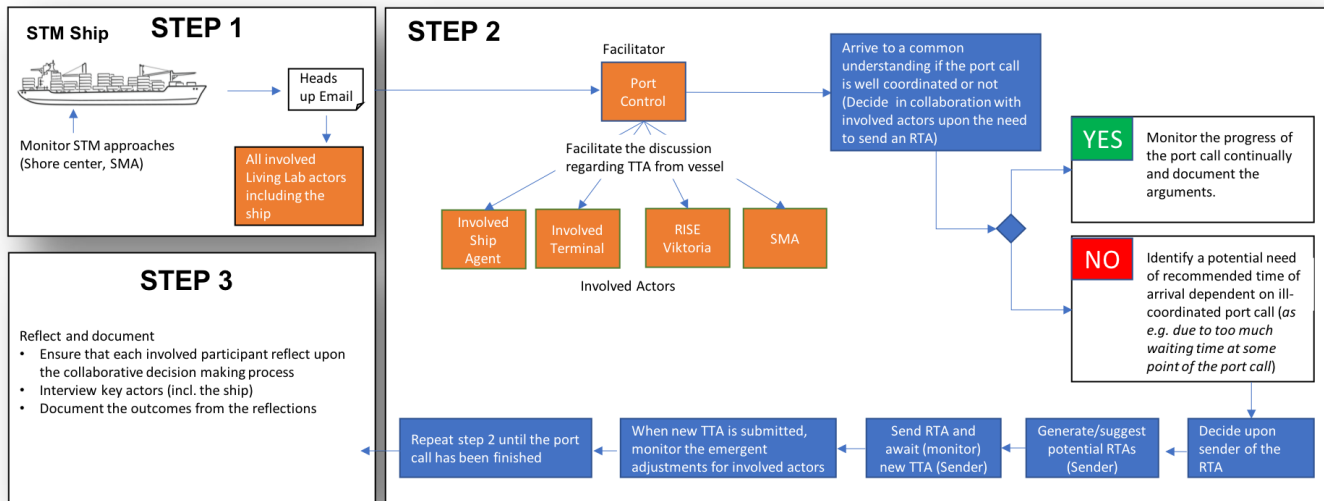 STM Ship
STEP 1
Heads
up Email
Monitor STM approaches
(Shore center, SMA)
All involved
Living Lab actors
including the
ship
STEP 2
Facilitator
Port
Control
Facilitate the discussion
regarding TTA from vessel
Involved
Ship
Agent
Involved
Terminal
RISE
Viktoria
SMA
Involved Actors
Arrive to a common
understanding if the port call
is well coordinated or not
(Decide in collaboration with
involved actors upon the need
to send an RTA)
YES
Monitor the progress of
the port call continually
and document the
arguments.
NO
Identify a potential need
of recommended time of
arrival dependent on ill-
coordinated port call (as
e.g. due to too much
waiting time at some
point of the port call)
Decide upon
sender of the
RTA
Generate/suggest
potential RTAs
(Sender)
Send RTA and
await (monitor)
new TTA (Sender)
When new TTA is submitted,
monitor the emergent
adjustments for involved actors
Repeat step 2 until the port
call has been finished
STEP 3
Reflect and document
• Ensure that each involved participant reflect upon
the collaborative decision making process
• Interview key actors (incl. the ship)
• Document the outcomes from the reflections